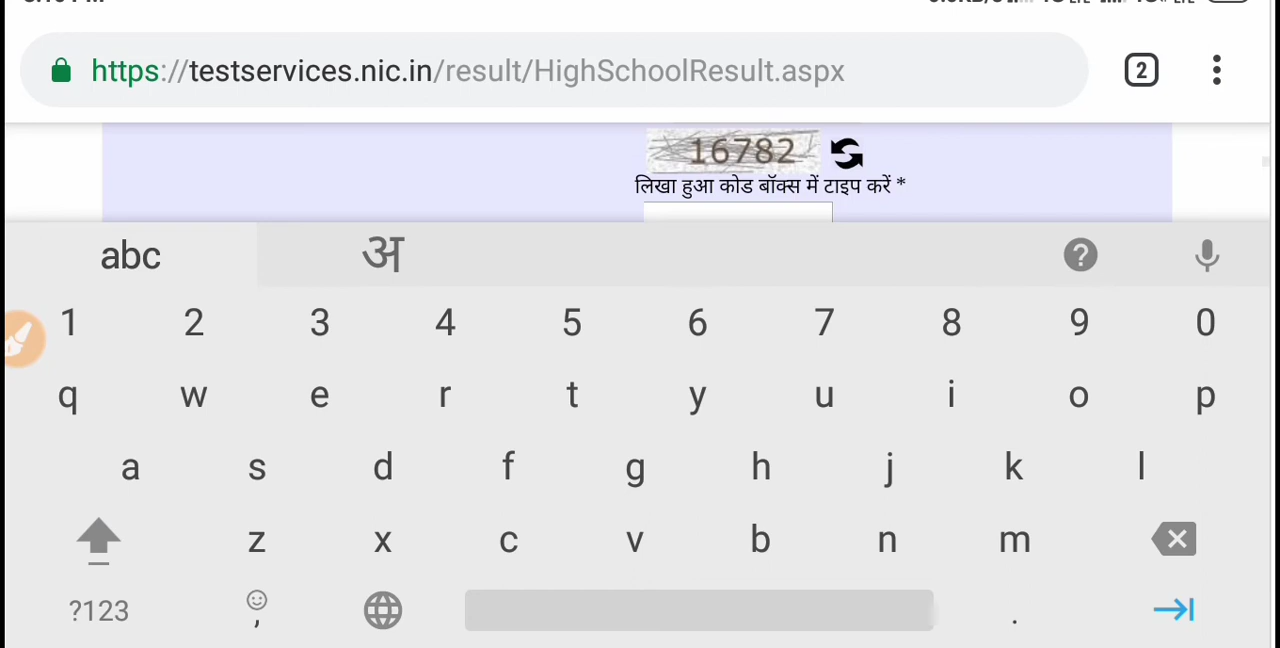 2
https://testservices.nic.in/result/HighSchoolResult.aspx
16782
लिखा हुआ कोड बॉक्स में टाइप करें *
abc अ ?
1 2 3 4 5 6 7 8 9 0
q w e r t y u i o p
a s d f g h j k l
z x c v b n m
?123 , .